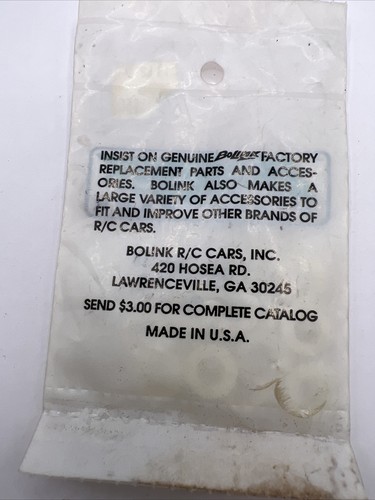 INSIST ON GENUINE Bolink FACTORY
REPLACEMENT PARTS AND ACCES-
ORIES. BOLINK ALSO MAKES A
LARGE VARIETY OF ACCESSORIES TO
FIT AND IMPROVE OTHER BRANDS OF
R/C CARS.
BOLINK R/C CARS, INC.
420 HOSEA RD.
LAWRENCEVILLE, GA 30245
SEND $3.00 FOR COMPLETE CATALOG
MADE IN U.S.A.